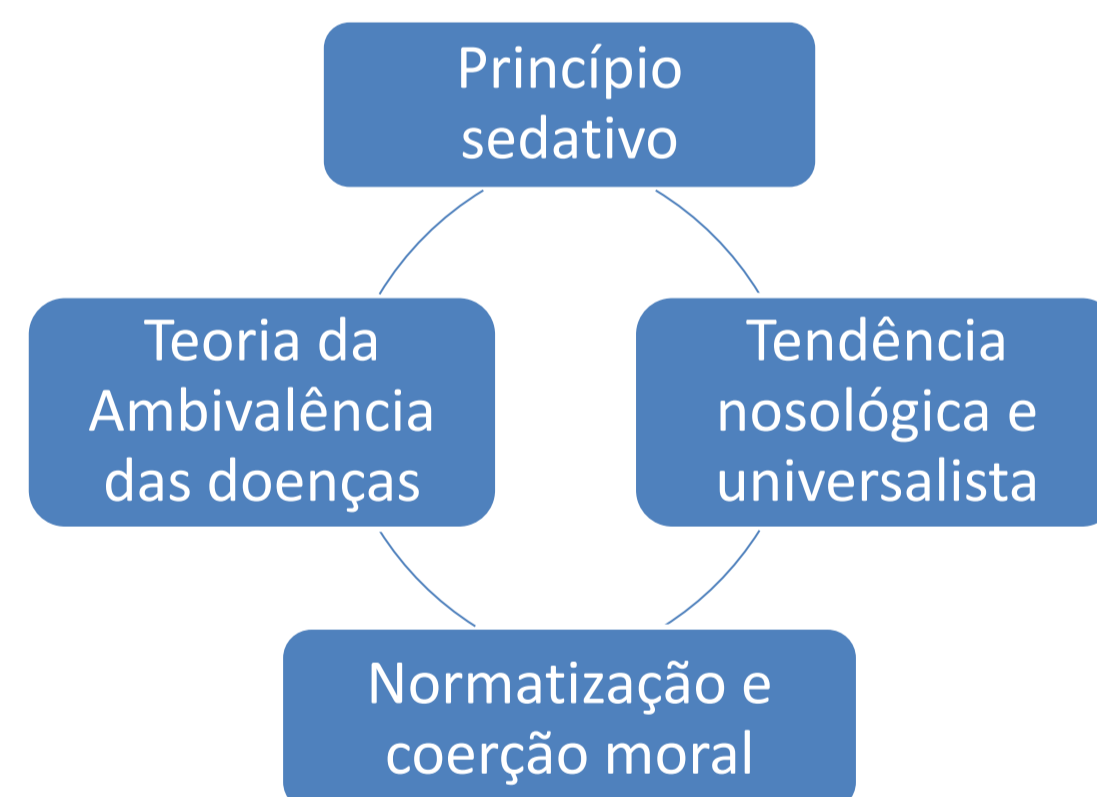 Princípio
sedativo
Teoria da
Ambivalência
das doenças
Tendência
nosológica e
universalista
Normatização e
coerção moral